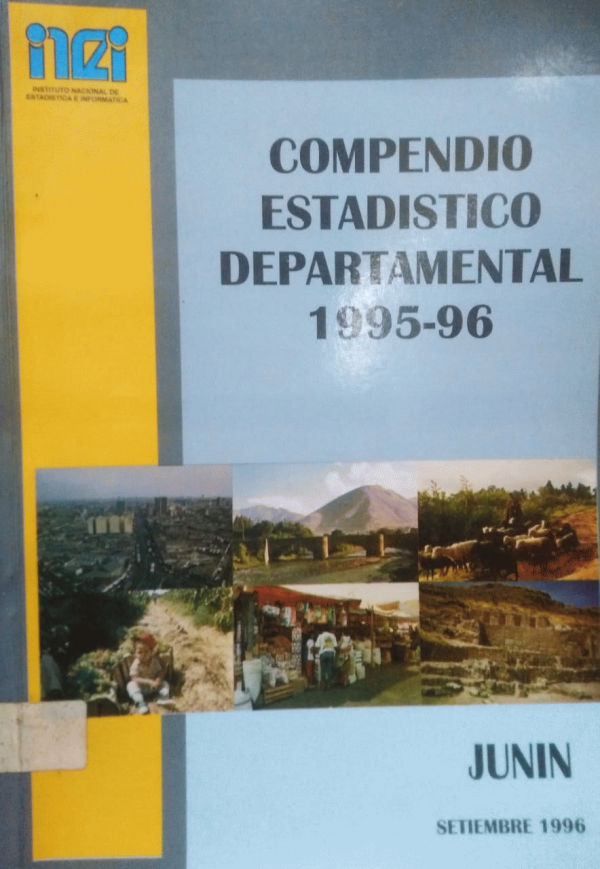 inei
INSTITUTO NACIONAL DE
ESTADISTICA E INFORMATICA
COMPENDIO
ESTADISTICO
DEPARTAMENTAL
1995-96
JUNIN
SETIEMBRE 1996